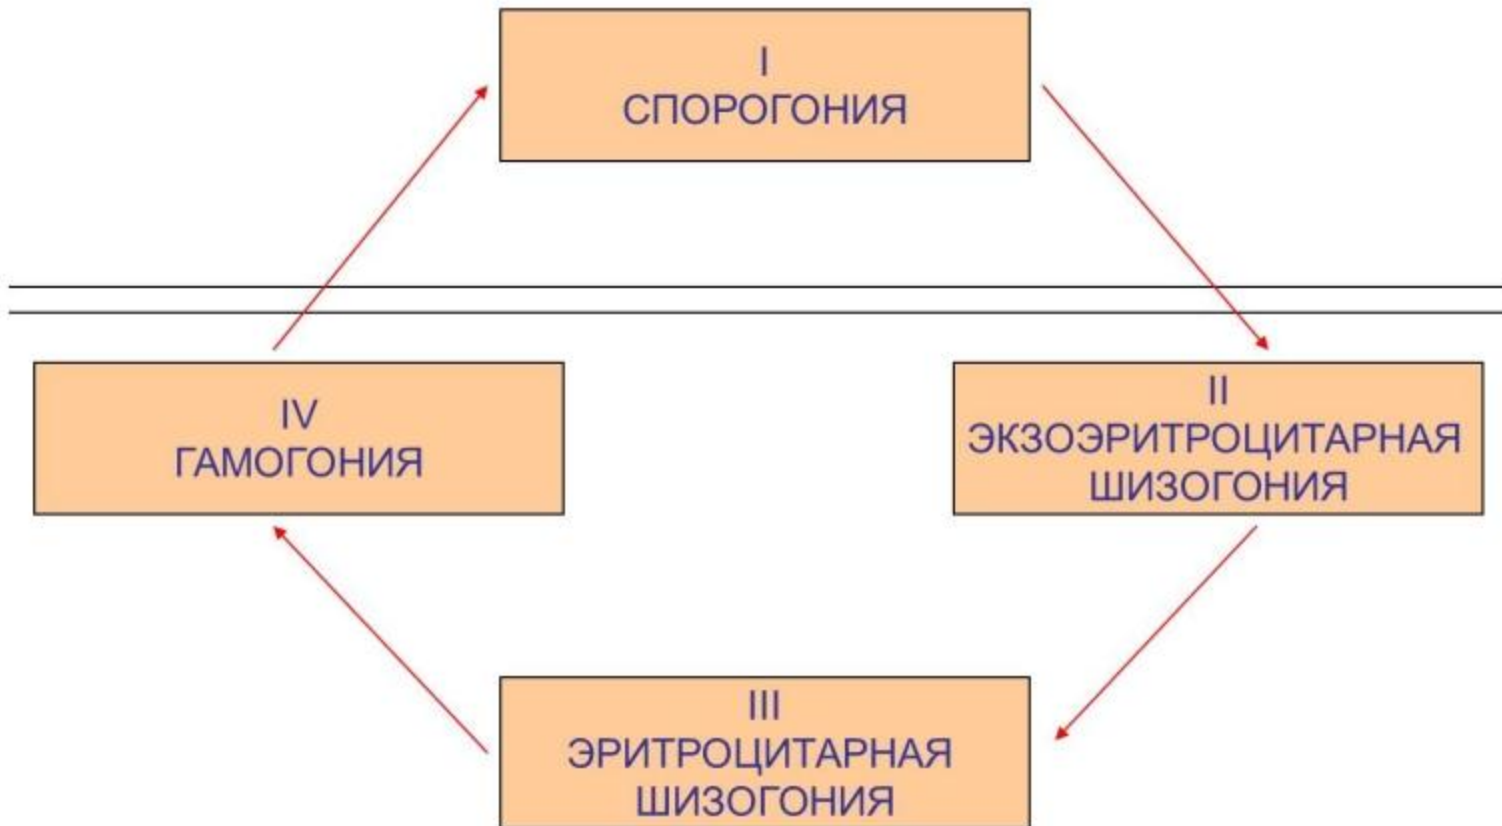 I
СПОРОГОНИЯ
IV
ГАМОГОНИЯ
II
ЭКЗОЭРИТРОЦИТАРНАЯ
ШИЗОГОНИЯ
III
ЭРИТРОЦИТАРНАЯ
ШИЗОГОНИЯ